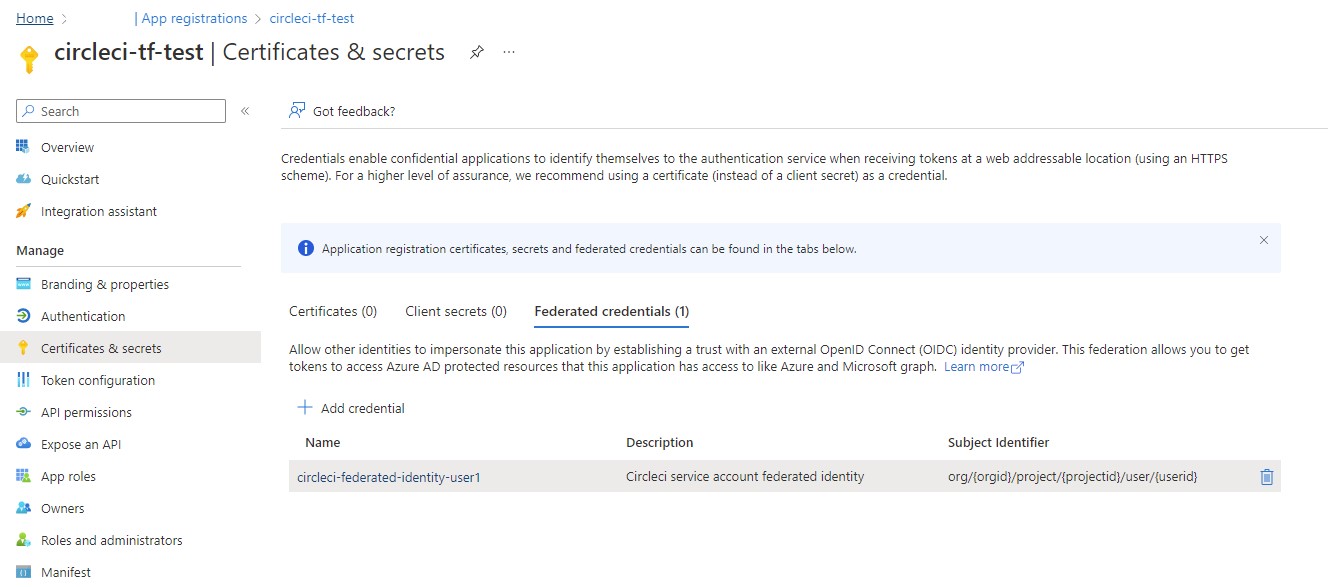 Home > | App registrations > circleci-tf-test
circleci-tf-test | Certificates & secrets
Search
«
Got feedback?
Overview
Quickstart
Integration assistant
Manage
Branding & properties
Authentication
Certificates & secrets
Token configuration
API permissions
Expose an API
App roles
Owners
Roles and administrators
Manifest
Credentials enable confidential applications to identify themselves to the authentication service when receiving tokens at a web addressable location (using an HTTPS
scheme). For a higher level of assurance, we recommend using a certificate (instead of a client secret) as a credential.
Application registration certificates, secrets and federated credentials can be found in the tabs below.
Certificates (0) Client secrets (0) Federated credentials (1)
Allow other identities to impersonate this application by establishing a trust with an external OpenID Connect (OIDC) identity provider. This federation allows you to get
tokens to access Azure AD protected resources that this application has access to like Azure and Microsoft graph. Learn more
Add credential
Name Description Subject Identifier
circleci-federated-identity-user1 Circleci service account federated identity org/{orgid}/project/{projectid}/user/{userid}